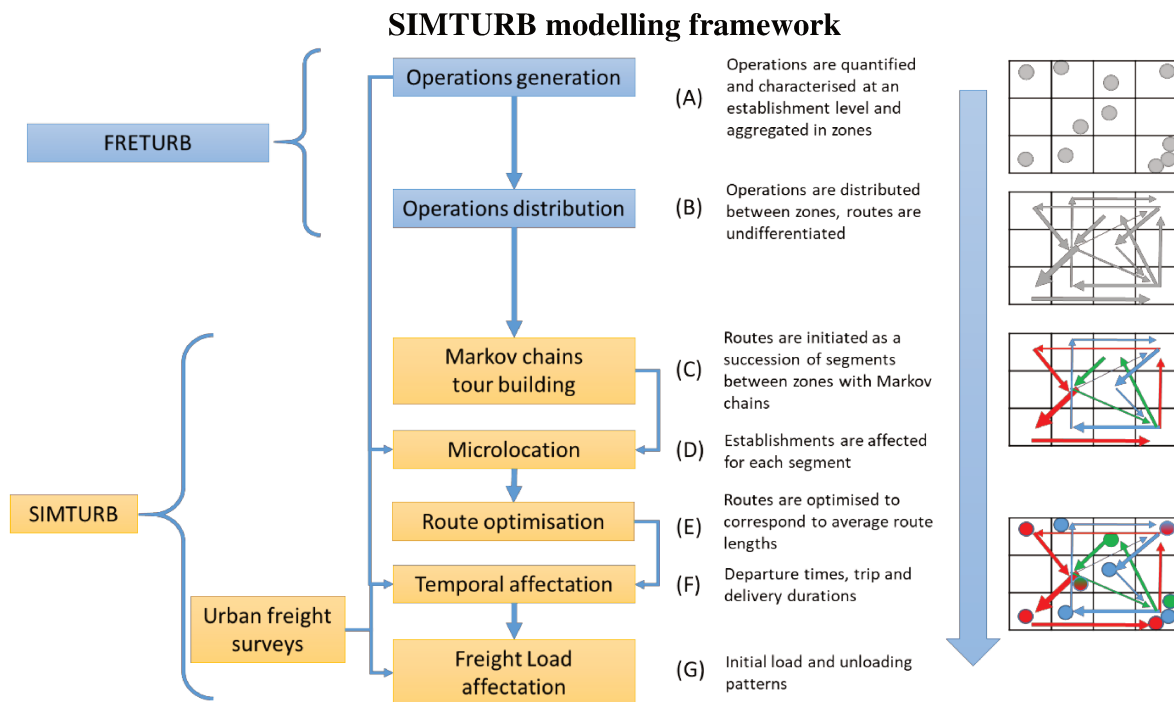 SIMTURB modelling framework
FRETURB
Operations generation
(A)
Operations are quantified
and characterised at an
establishment level and
aggregated in zones
Operations distribution
(B)
Operations are distributed
between zones, routes are
undifferentiated
SIMTURB
Urban freight
surveys
Markov chains
tour building
(C)
Routes are initiated as a
succession of segments
between zones with Markov
chains
Microlocation
(D)
Establishments are affected
for each segment
Route optimisation
(E)
Routes are optimised to
correspond to average route
lengths
Temporal affectation
(F)
Departure times, trip and
delivery durations
Freight Load
affectation
(G)
Initial load and unloading
patterns